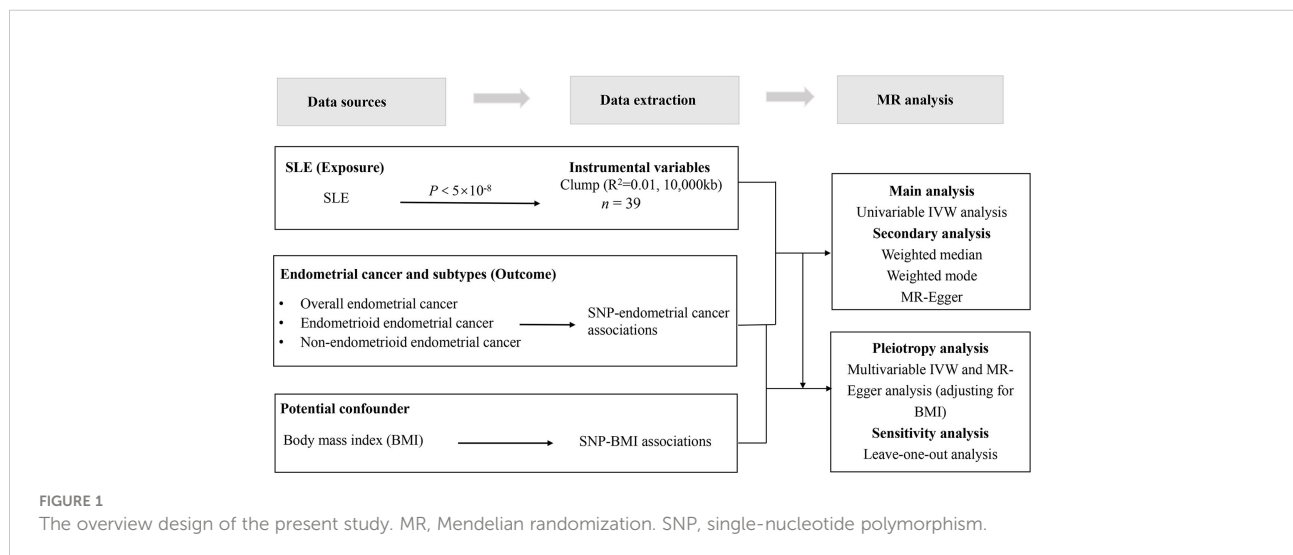 Data sources
Data extraction
MR analysis
SLE (Exposure)
SLE
P < 5×10⁻⁸
Instrumental variables
Clump (R²=0.01, 10,000kb)
n = 39
Endometrial cancer and subtypes (Outcome)
• Overall endometrial cancer
• Endometrioid endometrial cancer
• Non-endometrioid endometrial cancer
SNP-endometrial cancer
associations
Potential confounder
Body mass index (BMI)
SNP-BMI associations
Main analysis
Univariable IVW analysis
Secondary analysis
Weighted median
Weighted mode
MR-Egger
Pleiotropy analysis
Multivariable IVW and MR-
Egger analysis (adjusting for
BMI)
Sensitivity analysis
Leave-one-out analysis
FIGURE 1
The overview design of the present study. MR, Mendelian randomization. SNP, single-nucleotide polymorphism.